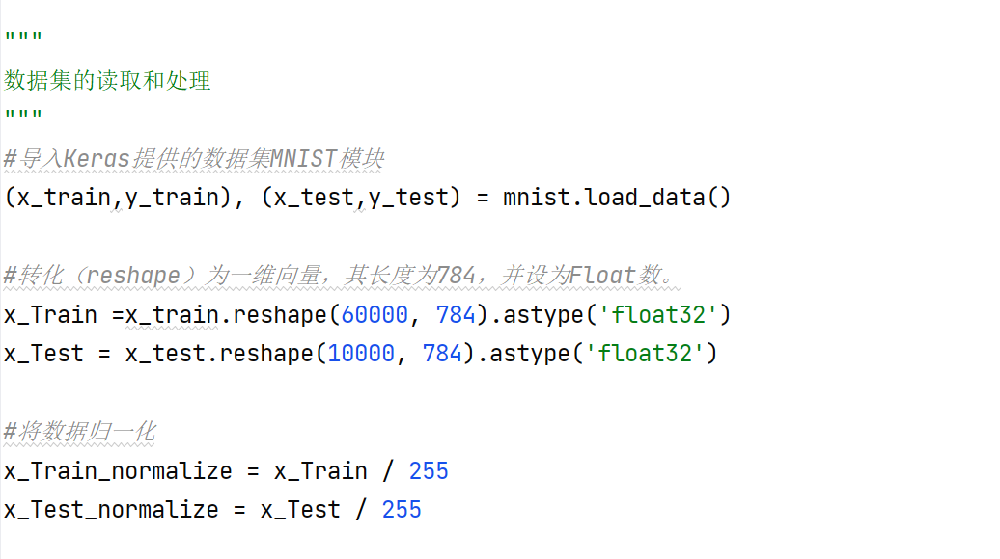 """
数据集的读取和处理
"""
#导入Keras提供的数据集MNIST模块
(x_train,y_train), (x_test,y_test) = mnist.load_data()
#转化（reshape）为一维向量，其长度为784，并设为Float数。
x_Train =x_train.reshape(60000, 784).astype('float32')
x_Test = x_test.reshape(10000, 784).astype('float32')
#将数据归一化
x_Train_normalize = x_Train / 255
x_Test_normalize = x_Test / 255